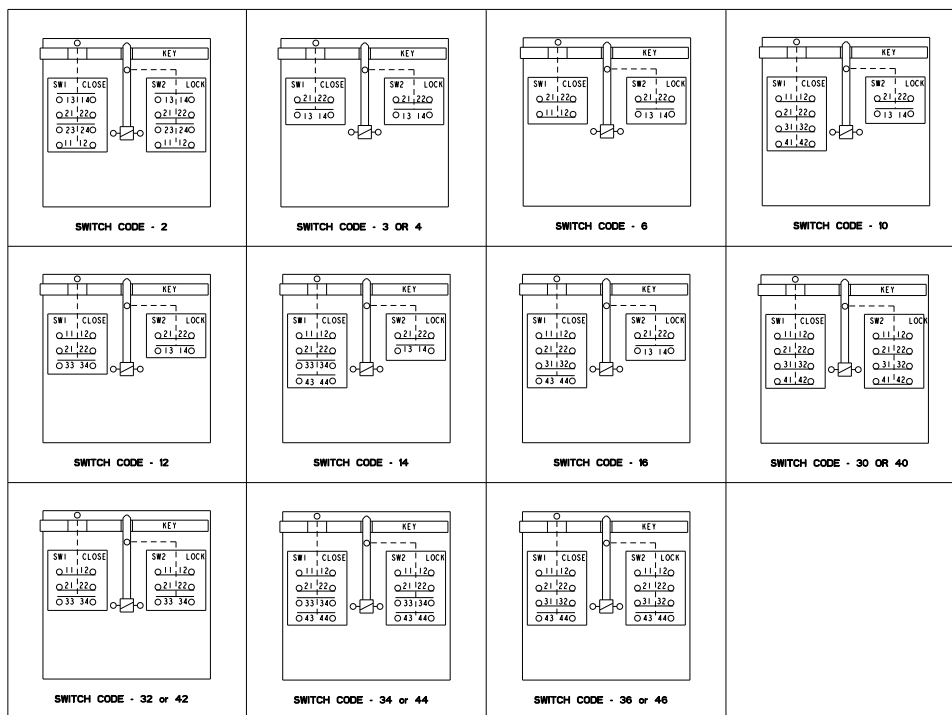 KEY
SW1 CLOSE
13 14
21 22
23 24
11 12
SW2 LOCK
13 14
21 22
23 24
11 12
SWITCH CODE - 2
KEY
SW1 CLOSE
21 22
13 14
SW2 LOCK
21 22
13 14
SWITCH CODE - 3 OR 4
KEY
SW1 CLOSE
21 22
11 12
SW2 LOCK
21 22
13 14
SWITCH CODE - 6
KEY
SW1 CLOSE
11 12
21 22
31 32
41 42
SW2 LOCK
21 22
13 14
SWITCH CODE - 10
KEY
SW1 CLOSE
11 12
21 22
33 34
SW2 LOCK
21 22
13 14
SWITCH CODE - 12
KEY
SW1 CLOSE
11 12
21 22
33 34
43 44
SW2 LOCK
21 22
13 14
SWITCH CODE - 14
KEY
SW1 CLOSE
11 12
21 22
31 32
43 44
SW2 LOCK
21 22
13 14
SWITCH CODE - 16
KEY
SW1 CLOSE
11 12
21 22
31 32
41 42
SW2 LOCK
11 12
21 22
31 32
41 42
SWITCH CODE - 30 OR 40
KEY
SW1 CLOSE
11 12
21 22
33 34
SW2 LOCK
11 12
21 22
33 34
SWITCH CODE - 32 or 42
KEY
SW1 CLOSE
11 12
21 22
33 34
43 44
SW2 LOCK
11 12
21 22
33 34
43 44
SWITCH CODE - 34 or 44
KEY
SW1 CLOSE
11 12
21 22
31 32
43 44
SW2 LOCK
11 12
21 22
31 32
43 44
SWITCH CODE - 36 or 46